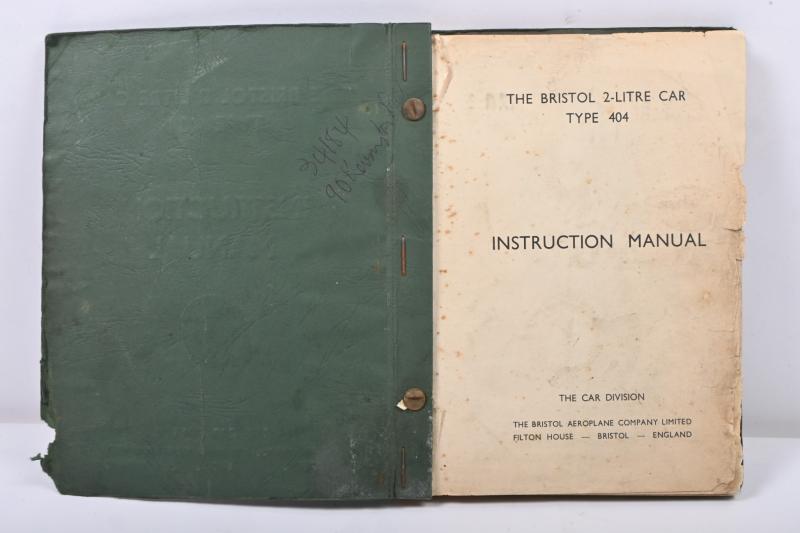 34184
THE BRISTOL 2-LITRE CAR
TYPE 404
INSTRUCTION MANUAL
THE CAR DIVISION
THE BRISTOL AEROPLANE COMPANY LIMITED
FILTON HOUSE — BRISTOL — ENGLAND